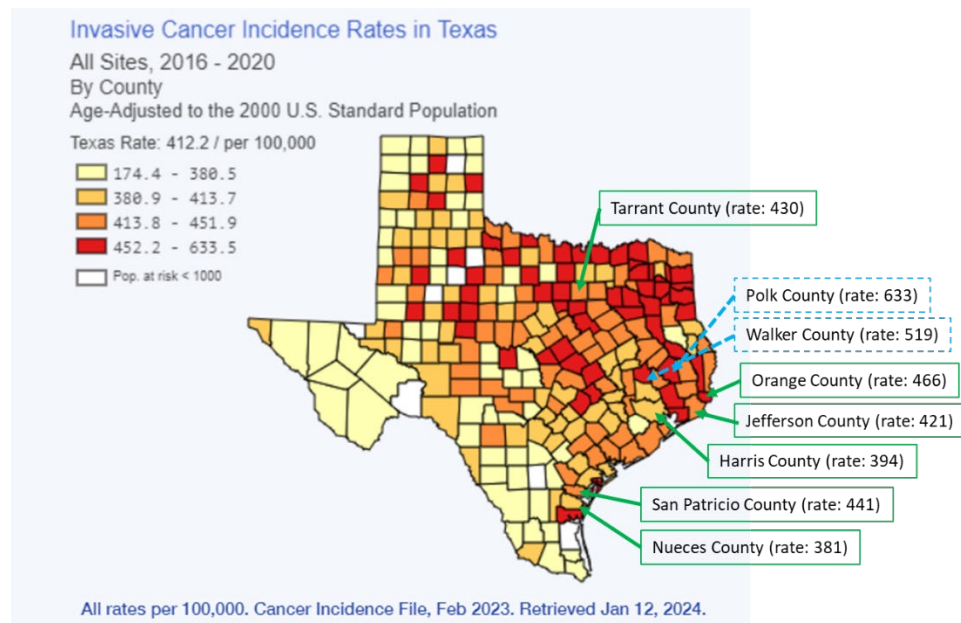 Invasive Cancer Incidence Rates in Texas
All Sites, 2016 - 2020
By County
Age-Adjusted to the 2000 U.S. Standard Population
Texas Rate: 412.2 / per 100,000
174.4 - 380.5
380.9 - 413.7
413.8 - 451.9
452.2 - 633.5
Pop. at risk < 1000
Tarrant County (rate: 430)
Polk County (rate: 633)
Walker County (rate: 519)
Orange County (rate: 466)
Jefferson County (rate: 421)
Harris County (rate: 394)
San Patricio County (rate: 441)
Nueces County (rate: 381)
All rates per 100,000. Cancer Incidence File, Feb 2023. Retrieved Jan 12, 2024.